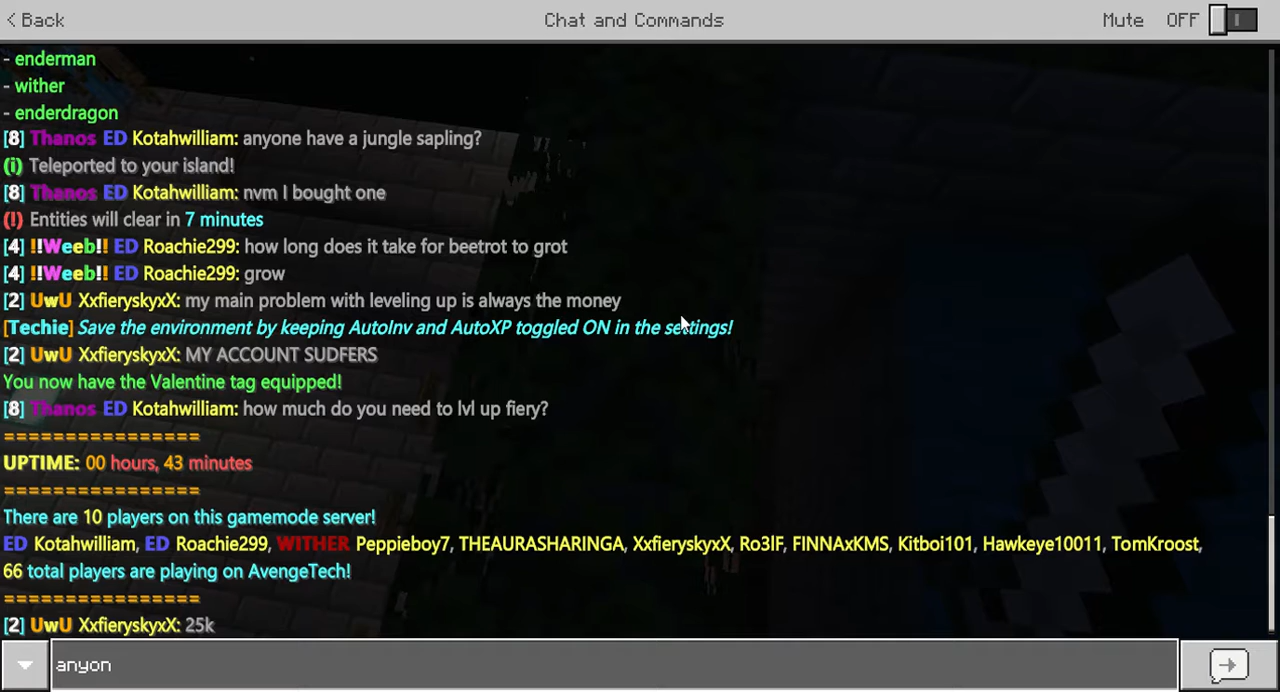 < Back
Chat and Commands
Mute OFF
- enderman
- wither
- enderdragon
[8] Thanos ED Kotahwilliam: anyone have a jungle sapling?
(i) Teleported to your island!
[8] Thanos ED Kotahwilliam: nvm I bought one
(!) Entities will clear in 7 minutes
[4] !!Weeb!! ED Roachie299: how long does it take for beetrot to grot
[4] !!Weeb!! ED Roachie299: grow
[2] UwU XxfieryskyxX: my main problem with leveling up is always the money
[Techie] Save the environment by keeping AutoInv and AutoXP toggled ON in the settings!
[2] UwU XxfieryskyxX: MY ACCOUNT SUDFERS
You now have the Valentine tag equipped!
[8] Thanos ED Kotahwilliam: how much do you need to lvl up fiery?
================
UPTIME: 00 hours, 43 minutes
================
There are 10 players on this gamemode server!
ED Kotahwilliam, ED Roachie299, WITHER Peppieboy7, THEAURASHARINGA, XxfieryskyxX, Ro3lF, FINNAxKMS, Kitboi101, Hawkeye10011, TomKroost,
66 total players are playing on AvengeTech!
================
[2] UwU XxfieryskyxX: 25k
anyon